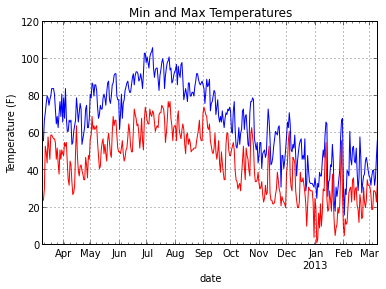 Min and Max Temperatures
120
100
80
60
40
20
0
Temperature (F)
Apr May Jun Jul Aug Sep Oct Nov Dec Jan Feb Mar
2013
date